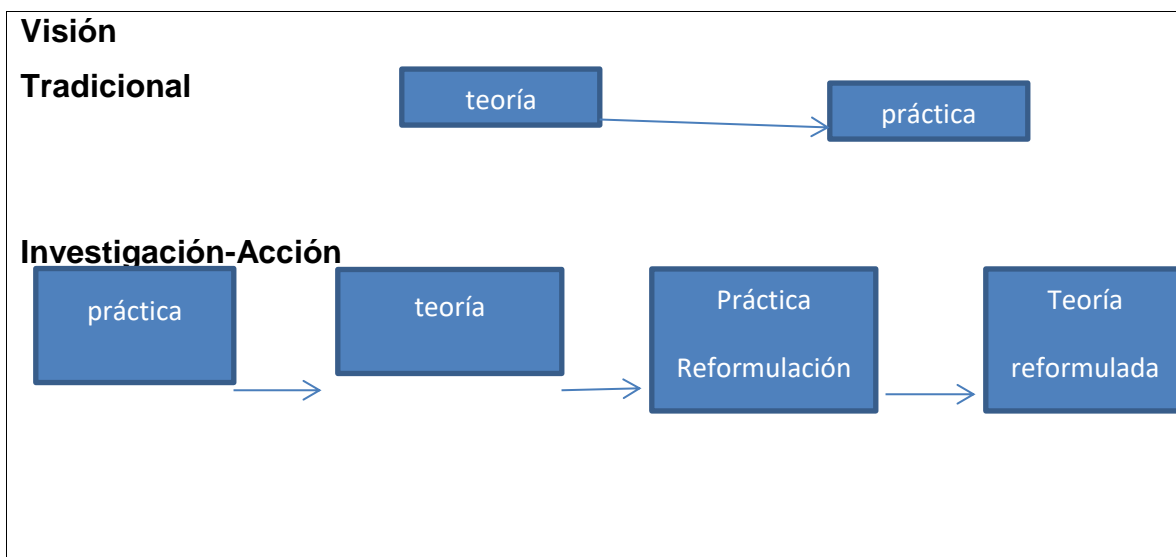 Visión
Tradicional
teoría
práctica
Investigación-Acción
práctica
teoría
Práctica
Reformulación
Teoría
reformulada